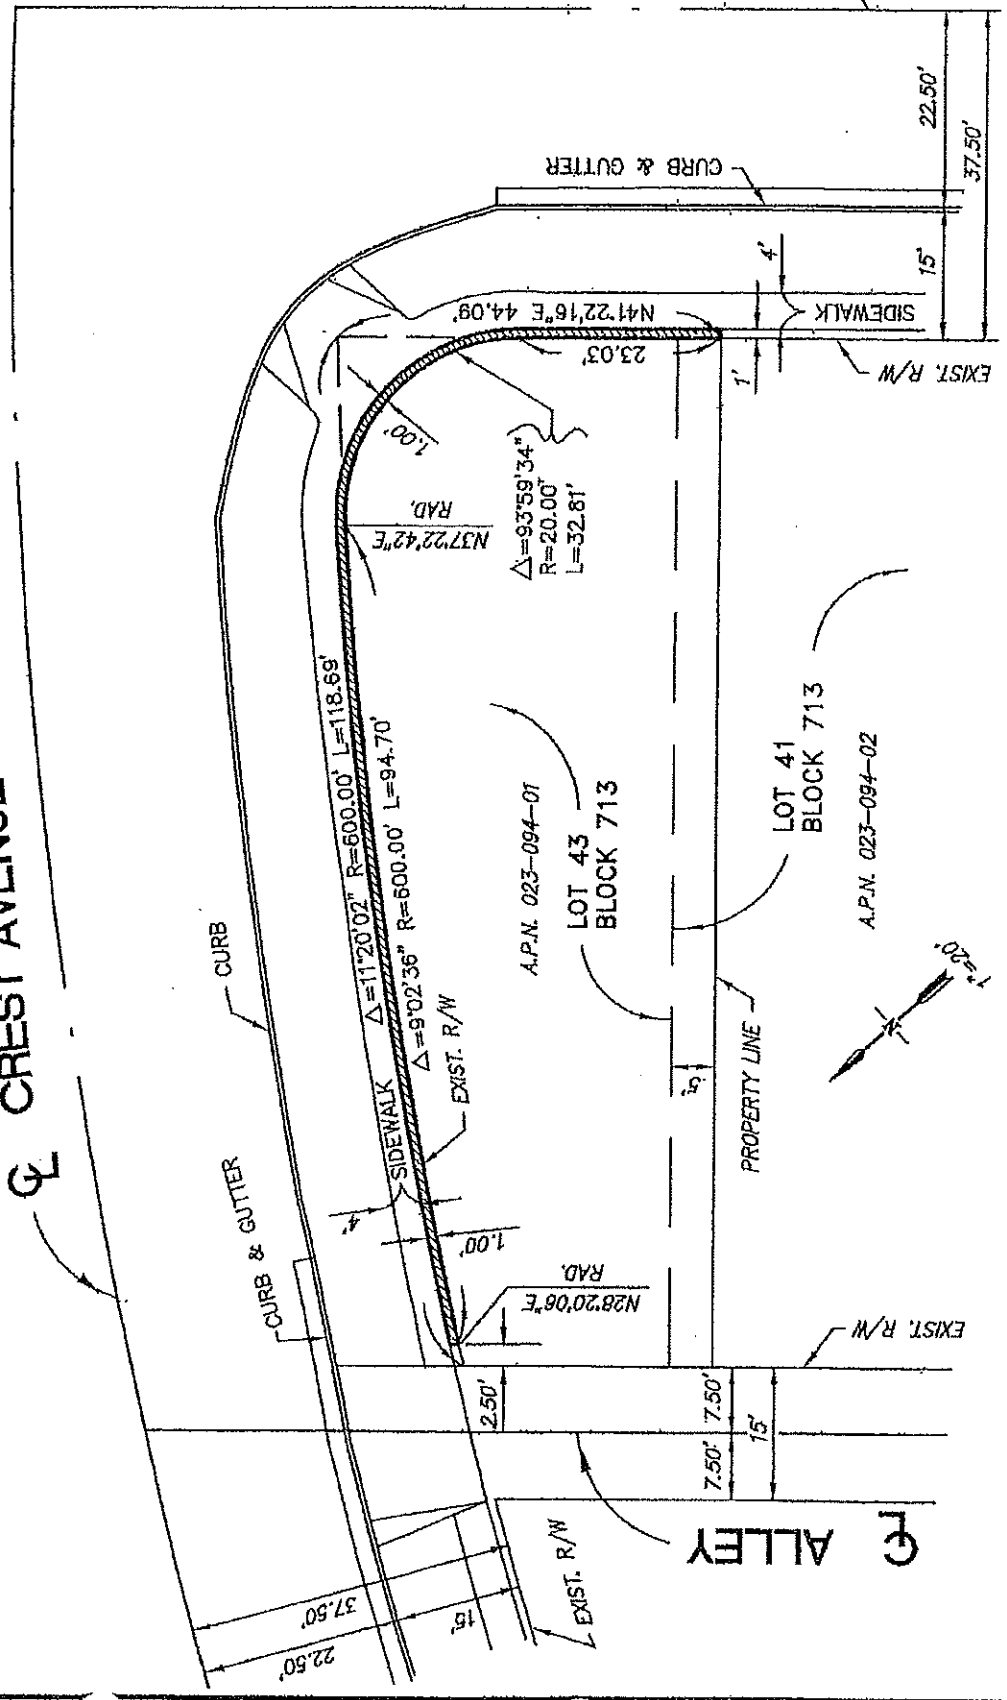 ℄ CREST AVENUE
CURB
CURB & GUTTER
CURB & GUTTER
Δ=11°20'02" R=600.00' L=118.69'
Δ=9°02'36" R=600.00' L=94.70'
SIDEWALK
4'
1.00'
EXIST. R/W
N28°20'06"E
RAD.
N37°22'42"E
RAD.
1.00'
Δ=93°59'34"
R=20.00'
L=32.81'
N41°22'16"E 44.09'
23.03'
1'
4'
SIDEWALK
EXIST. R/W
15'
22.50'
37.50'
A.P.N. 023-094-01
LOT 43
BLOCK 713
LOT 41
BLOCK 713
A.P.N. 023-094-02
5'
PROPERTY LINE
N
1"=20'
EXIST. R/W
2.50'
7.50'
7.50'
15'
℄ ALLEY
EXIST. R/W
37.50'
22.50'
15'